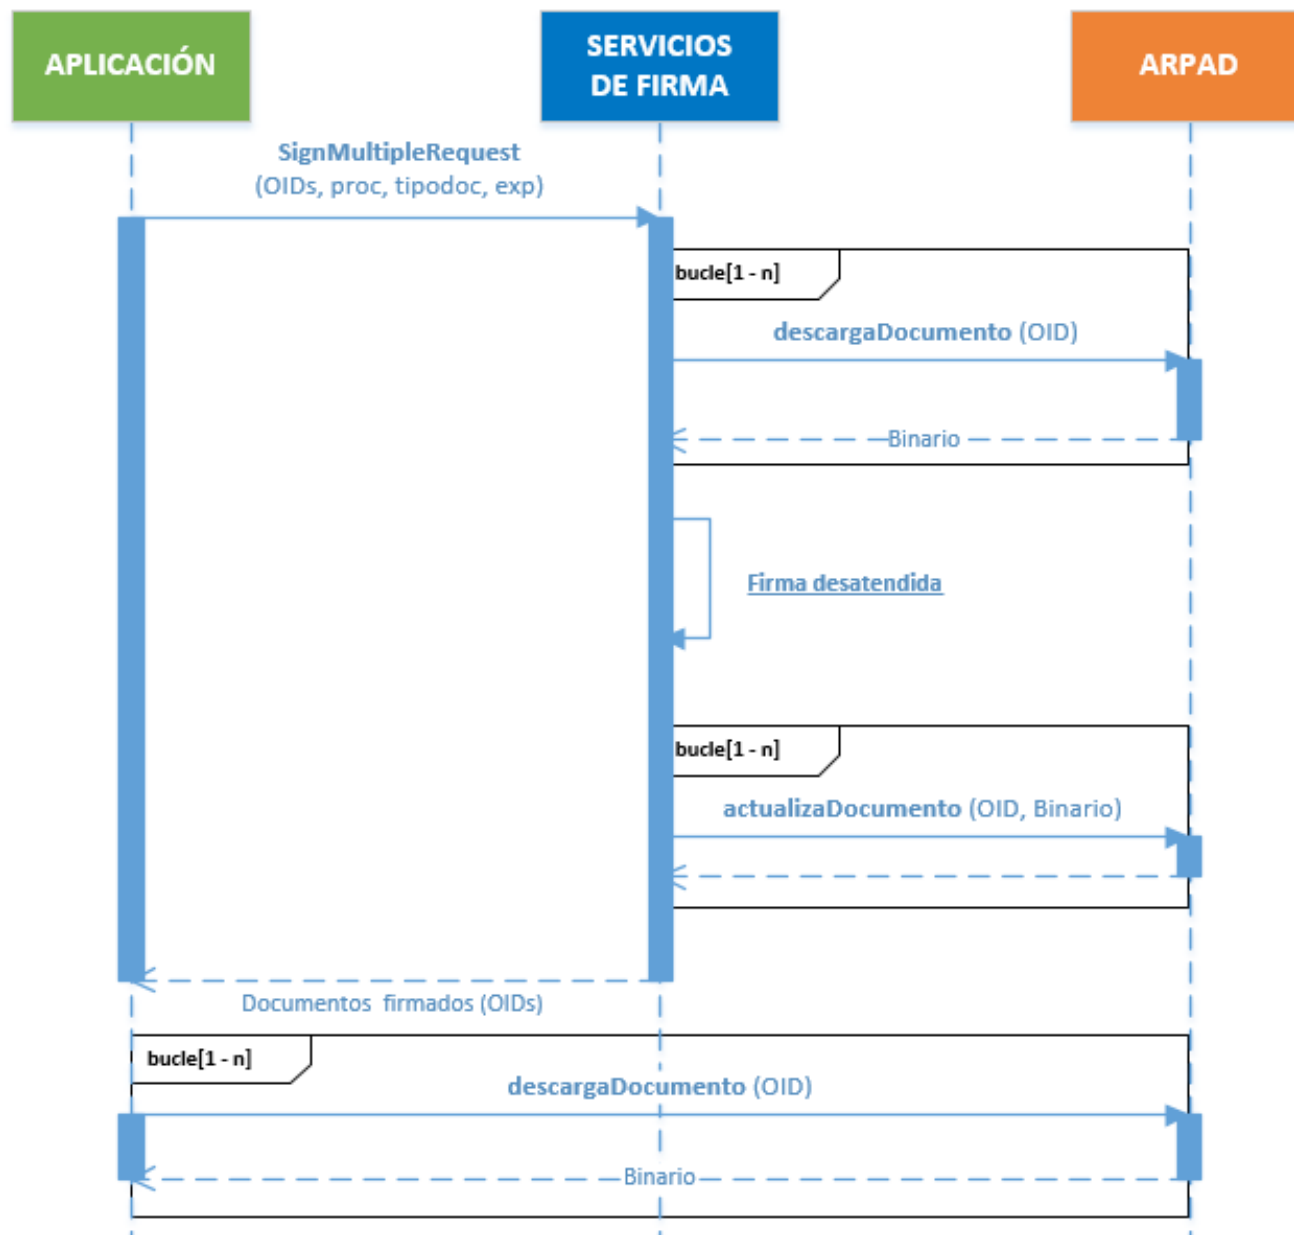 APLICACIÓN
SERVICIOS
DE FIRMA
ARPAD
SignMultipleRequest
(OIDs, proc, tipodoc, exp)
bucle[1 - n]
descargaDocumento (OID)
Binario
Firma desatendida
bucle[1 - n]
actualizaDocumento (OID, Binario)
Documentos firmados (OIDs)
bucle[1 - n]
descargaDocumento (OID)
Binario